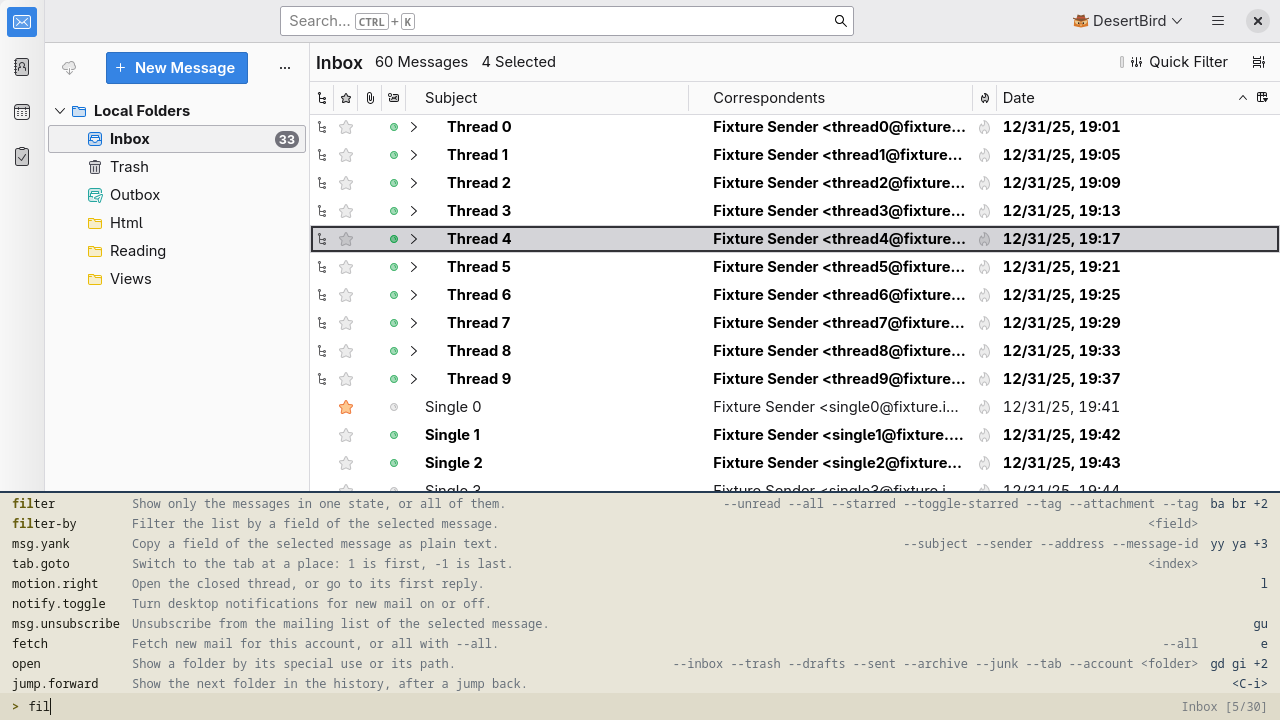 Search... CTRL + K
DesertBird
New Message
Inbox 60 Messages 4 Selected
Quick Filter
Local Folders
Inbox 33
Trash
Outbox
Html
Reading
Views
Subject Correspondents Date
Thread 0 Fixture Sender <thread0@fixture... 12/31/25, 19:01
Thread 1 Fixture Sender <thread1@fixture... 12/31/25, 19:05
Thread 2 Fixture Sender <thread2@fixture... 12/31/25, 19:09
Thread 3 Fixture Sender <thread3@fixture... 12/31/25, 19:13
Thread 4 Fixture Sender <thread4@fixture... 12/31/25, 19:17
Thread 5 Fixture Sender <thread5@fixture... 12/31/25, 19:21
Thread 6 Fixture Sender <thread6@fixture... 12/31/25, 19:25
Thread 7 Fixture Sender <thread7@fixture... 12/31/25, 19:29
Thread 8 Fixture Sender <thread8@fixture... 12/31/25, 19:33
Thread 9 Fixture Sender <thread9@fixture... 12/31/25, 19:37
Single 0 Fixture Sender <single0@fixture.i... 12/31/25, 19:41
Single 1 Fixture Sender <single1@fixture.... 12/31/25, 19:42
Single 2 Fixture Sender <single2@fixture... 12/31/25, 19:43
Single 3 Fixture Sender <single3@fixture.i... 12/31/25, 19:44
filter Show only the messages in one state, or all of them. --unread --all --starred --toggle-starred --tag --attachment --tag ba br +2
filter-by Filter the list by a field of the selected message. <field>
msg.yank Copy a field of the selected message as plain text. --subject --sender --address --message-id yy ya +3
tab.goto Switch to the tab at a place: 1 is first, -1 is last. <index>
motion.right Open the closed thread, or go to its first reply. l
notify.toggle Turn desktop notifications for new mail on or off.
msg.unsubscribe Unsubscribe from the mailing list of the selected message. gu
fetch Fetch new mail for this account, or all with --all. --all e
open Show a folder by its special use or its path. --inbox --trash --drafts --sent --archive --junk --tab --account <folder> gd gi +2
jump.forward Show the next folder in the history, after a jump back. <C-i>
> fil Inbox [5/30]